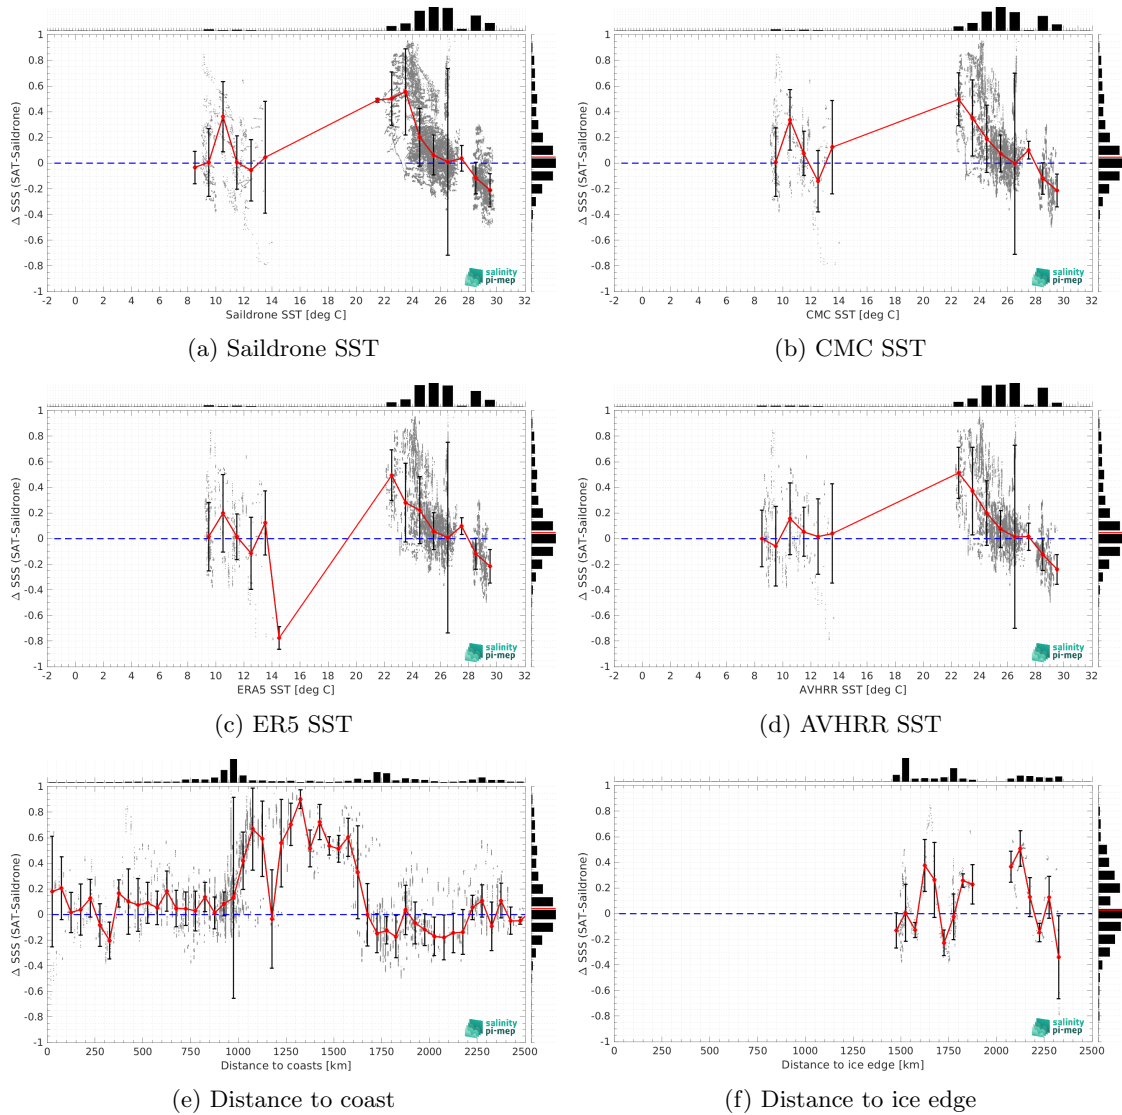 1
0.8
0.6
0.4
0.2
0
-0.2
-0.4
-0.6
-0.8
-1
Δ SSS (SAT-Saildrone)
-2 0 2 4 6 8 10 12 14 16 18 20 22 24 26 28 30 32
Saildrone SST [deg C]
salinity
pi-mep
(a) Saildrone SST
1
0.8
0.6
0.4
0.2
0
-0.2
-0.4
-0.6
-0.8
-1
Δ SSS (SAT-Saildrone)
-2 0 2 4 6 8 10 12 14 16 18 20 22 24 26 28 30 32
CMC SST [deg C]
salinity
pi-mep
(b) CMC SST
1
0.8
0.6
0.4
0.2
0
-0.2
-0.4
-0.6
-0.8
-1
Δ SSS (SAT-Saildrone)
-2 0 2 4 6 8 10 12 14 16 18 20 22 24 26 28 30 32
ERA5 SST [deg C]
salinity
pi-mep
(c) ER5 SST
1
0.8
0.6
0.4
0.2
0
-0.2
-0.4
-0.6
-0.8
-1
Δ SSS (SAT-Saildrone)
-2 0 2 4 6 8 10 12 14 16 18 20 22 24 26 28 30 32
AVHRR SST [deg C]
salinity
pi-mep
(d) AVHRR SST
1
0.8
0.6
0.4
0.2
0
-0.2
-0.4
-0.6
-0.8
-1
Δ SSS (SAT-Saildrone)
0 250 500 750 1000 1250 1500 1750 2000 2250 2500
Distance to coasts [km]
salinity
pi-mep
(e) Distance to coast
1
0.8
0.6
0.4
0.2
0
-0.2
-0.4
-0.6
-0.8
-1
Δ SSS (SAT-Saildrone)
0 250 500 750 1000 1250 1500 1750 2000 2250 2500
Distance to ice edge [km]
salinity
pi-mep
(f) Distance to ice edge